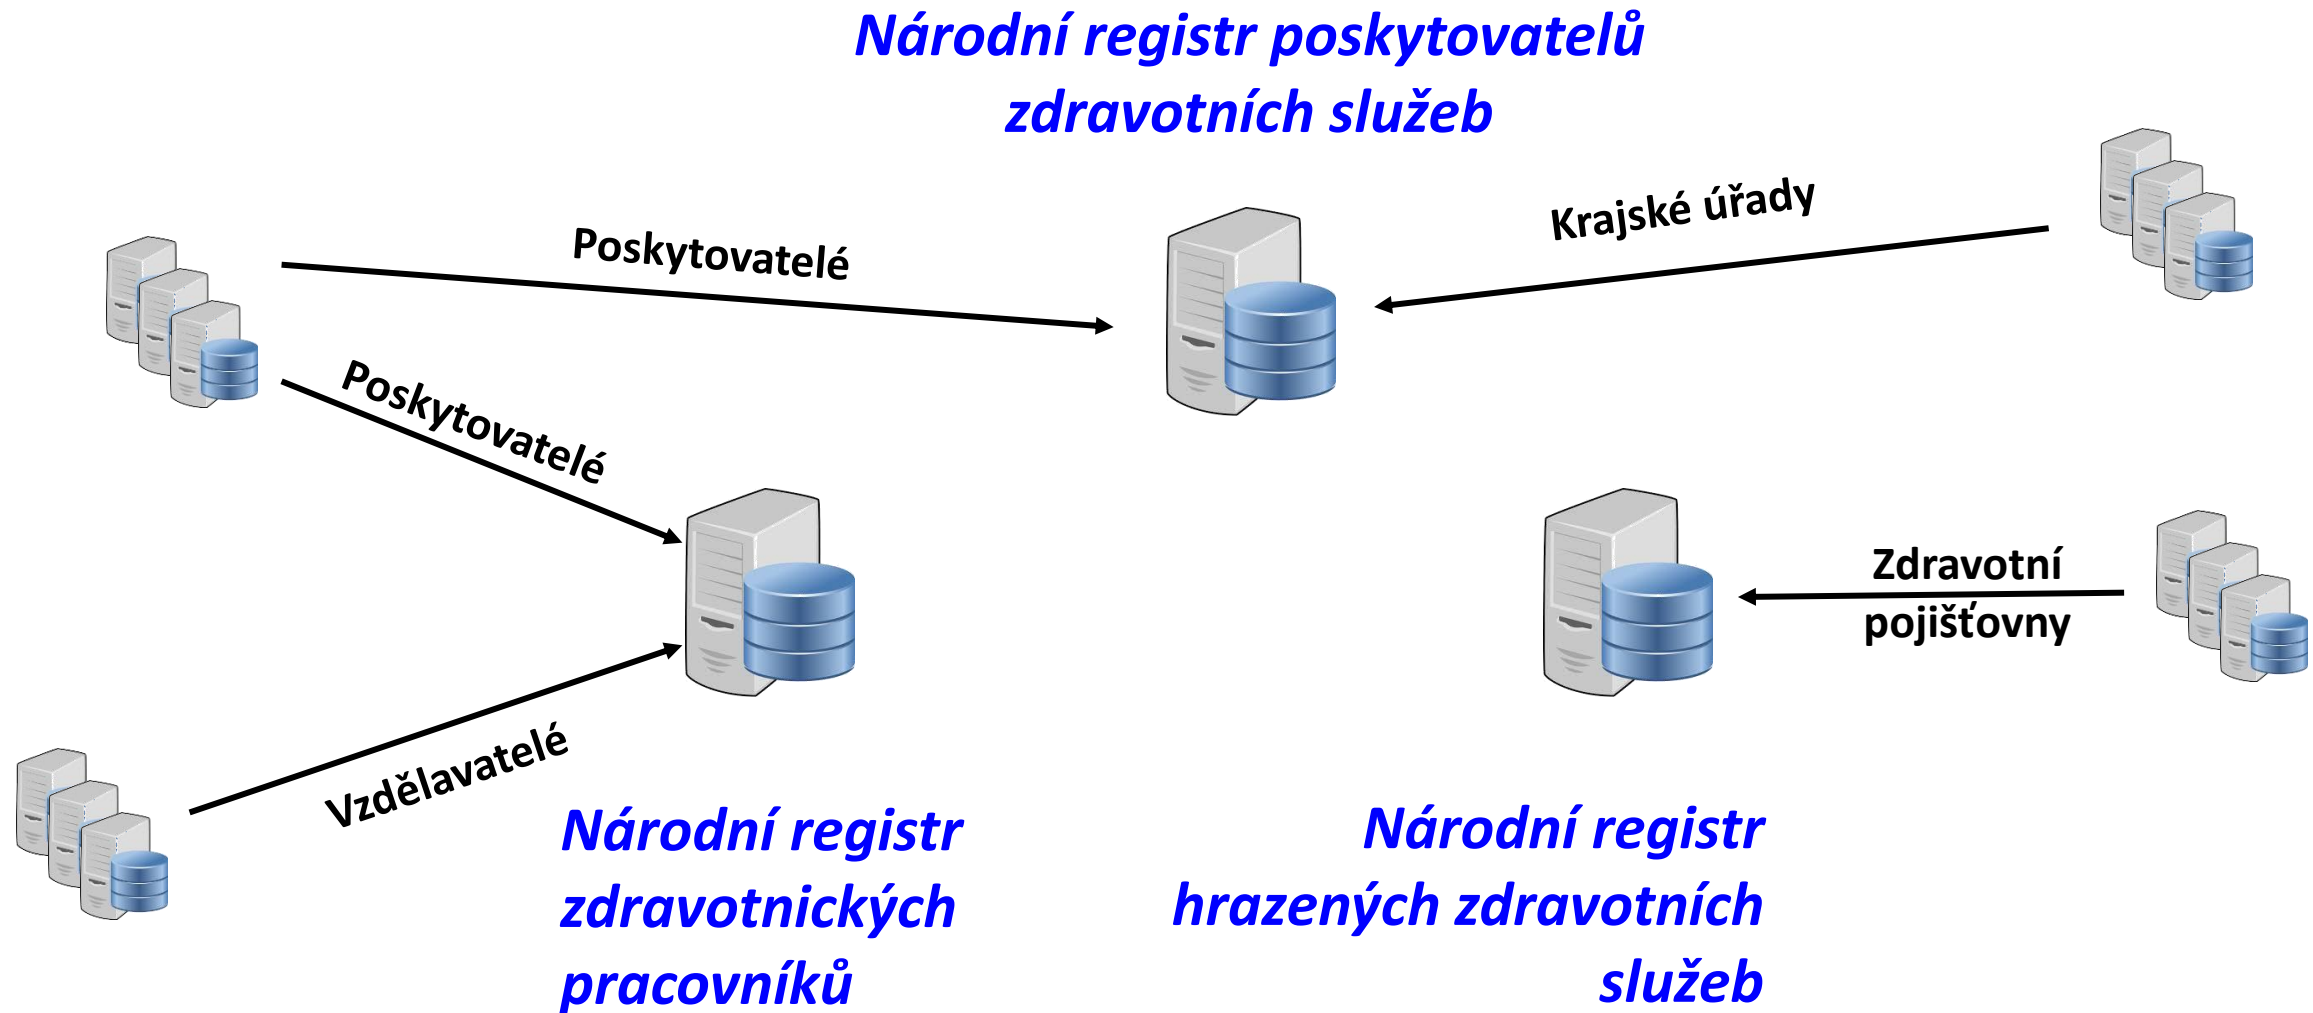 Národní registr poskytovatelů
zdravotních služeb
Krajské úřady
Poskytovatelé
Poskytovatelé
Zdravotní
pojišťovny
Vzdělavatelé
Národní registr
zdravotnických
pracovníků
Národní registr
hrazených zdravotních
služeb